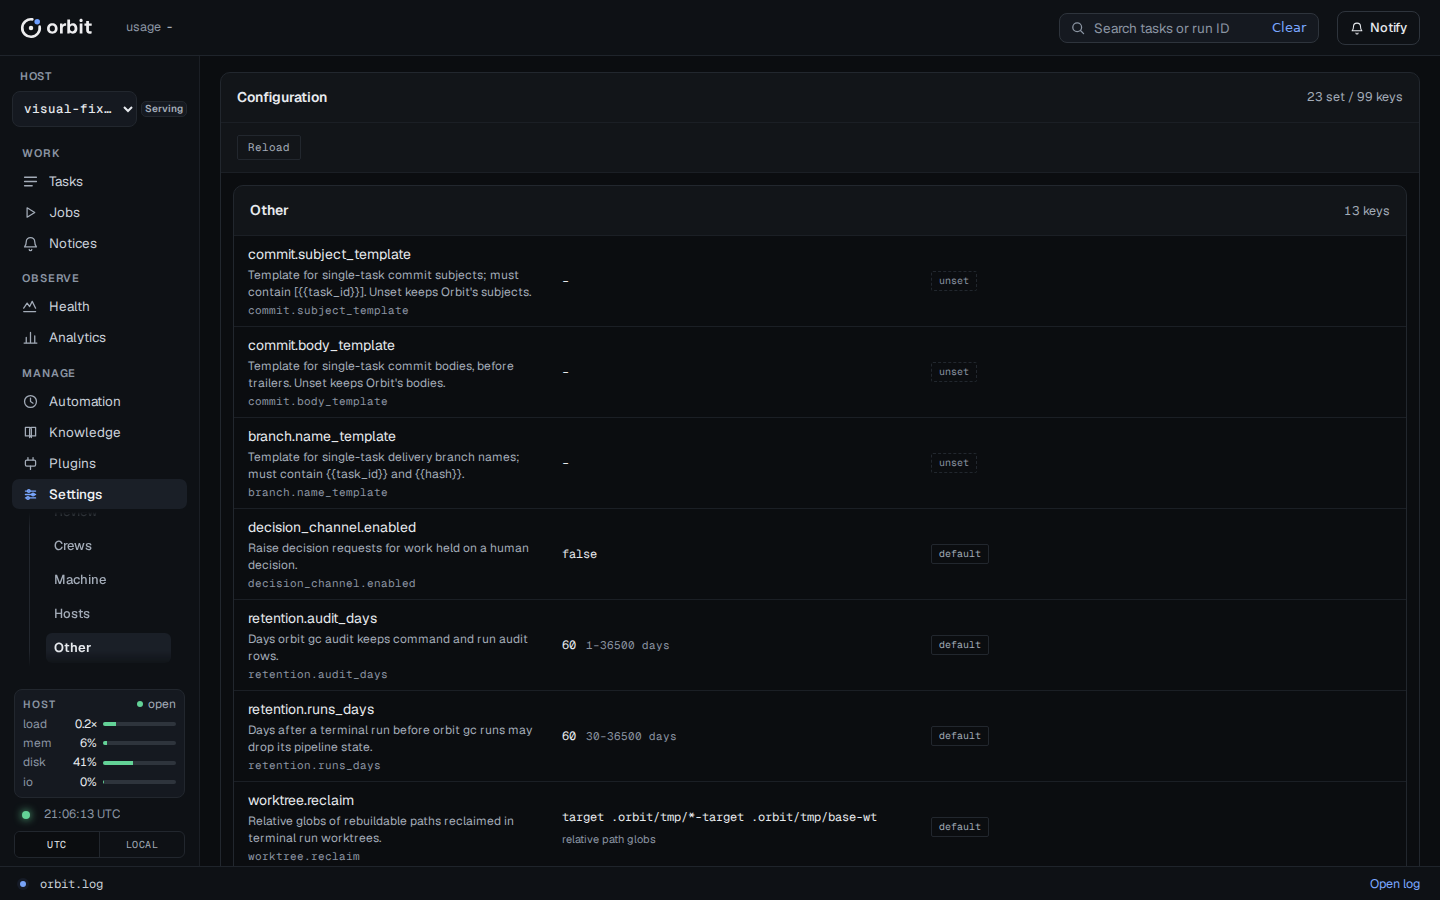 orbit
usage -
Search tasks or run ID
Clear
Notify
HOST
visual-fix…
Serving
WORK
Tasks
Jobs
Notices
OBSERVE
Health
Analytics
MANAGE
Automation
Knowledge
Plugins
Settings
Crews
Machine
Hosts
Other
HOST
open
load 0.2×
mem 6%
disk 41%
io 0%
21:06:13 UTC
UTC
LOCAL
Configuration
23 set / 99 keys
Reload
Other
13 keys
commit.subject_template
Template for single-task commit subjects; must
contain [{{task_id}}]. Unset keeps Orbit's subjects.
commit.subject_template
-
unset
commit.body_template
Template for single-task commit bodies, before
trailers. Unset keeps Orbit's bodies.
commit.body_template
-
unset
branch.name_template
Template for single-task delivery branch names;
must contain {{task_id}} and {{hash}}.
branch.name_template
-
unset
decision_channel.enabled
Raise decision requests for work held on a human
decision.
decision_channel.enabled
false
default
retention.audit_days
Days orbit gc audit keeps command and run audit
rows.
retention.audit_days
60 1-36500 days
default
retention.runs_days
Days after a terminal run before orbit gc runs may
drop its pipeline state.
retention.runs_days
60 30-36500 days
default
worktree.reclaim
Relative globs of rebuildable paths reclaimed in
terminal run worktrees.
worktree.reclaim
target .orbit/tmp/*-target .orbit/tmp/base-wt
relative path globs
default
orbit.log
Open log